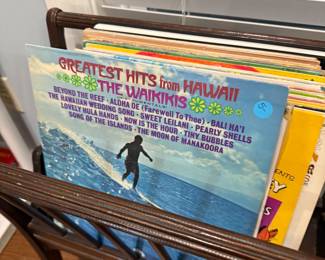 GREATEST HITS from HAWAII
THE WAIKIKIS
BEYOND THE REEF • ALOHA OE (Farewell To Thee) • BALI HA'I
THE HAWAIIAN WEDDING SONG • SWEET LEILANI • PEARLY SHELLS
LOVELY HULA HANDS • NOW IS THE HOUR • TINY BUBBLES
SONG OF THE ISLANDS • THE MOON OF MANAKOORA